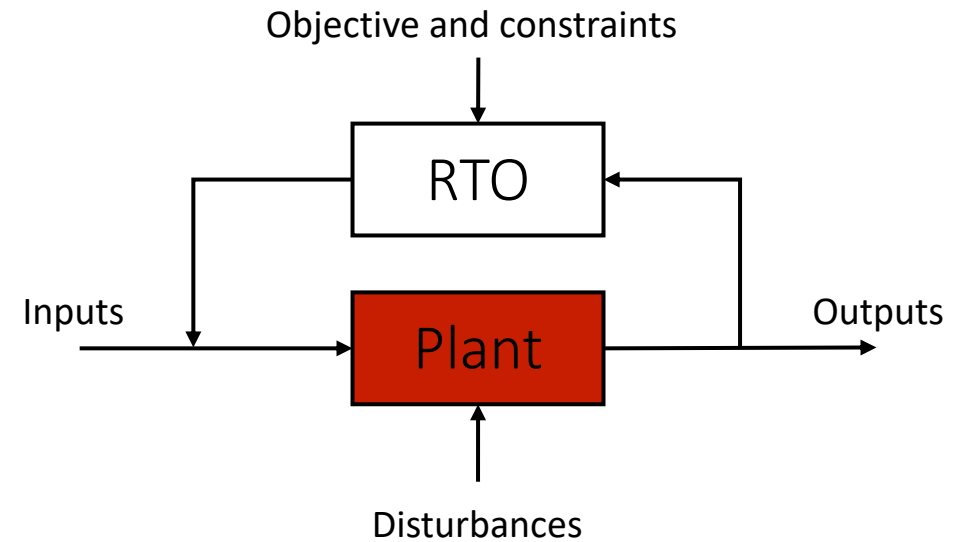 Objective and constraints
RTO
Inputs
Plant
Outputs
Disturbances